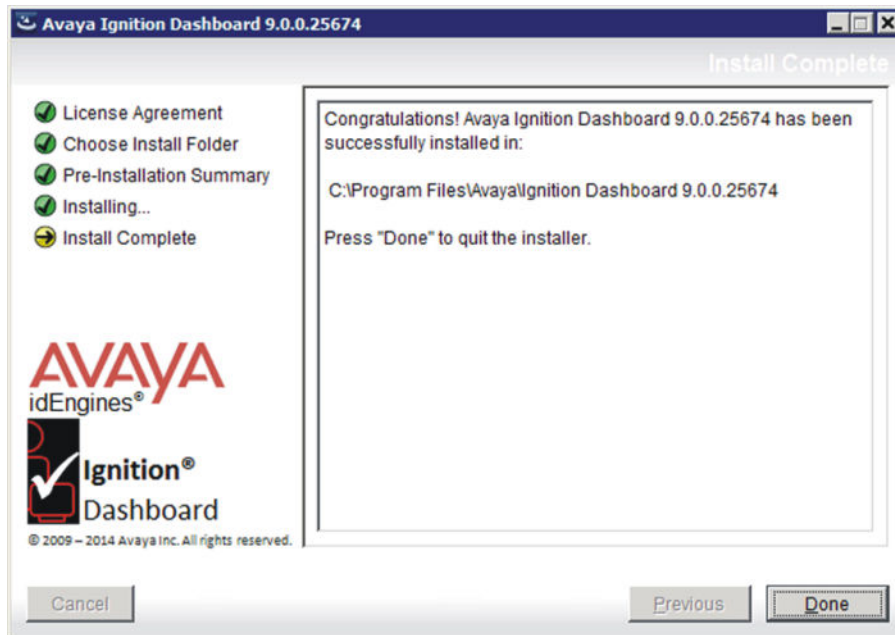 Avaya Ignition Dashboard 9.0.0.25674
Install Complete
License Agreement
Choose Install Folder
Pre-Installation Summary
Installing...
Install Complete
Congratulations! Avaya Ignition Dashboard 9.0.0.25674 has been
successfully installed in:
C:\Program Files\Avaya\Ignition Dashboard 9.0.0.25674
Press "Done" to quit the installer.
AVAYA
idEngines®
Ignition®
Dashboard
© 2009 – 2014 Avaya Inc. All rights reserved.
Cancel
Previous
Done